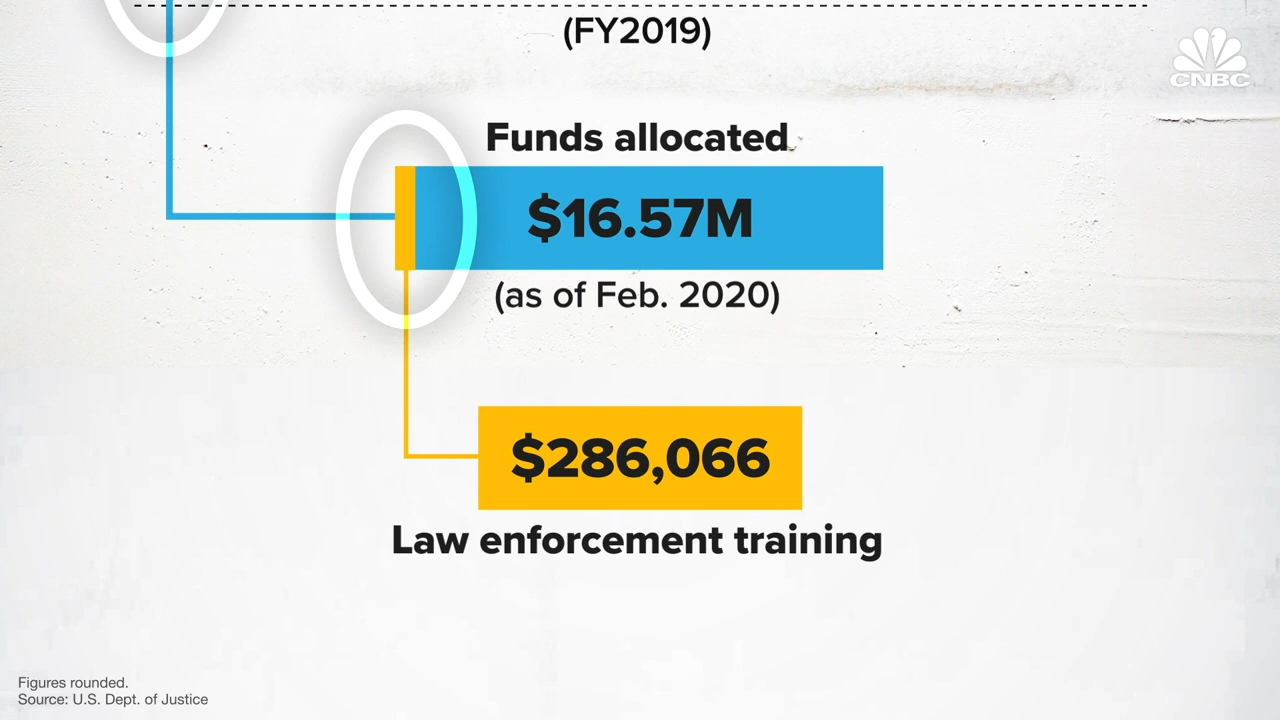 (FY2019)
CNBC
Funds allocated
$16.57M
(as of Feb. 2020)
$286,066
Law enforcement training
Figures rounded.
Source: U.S. Dept. of Justice